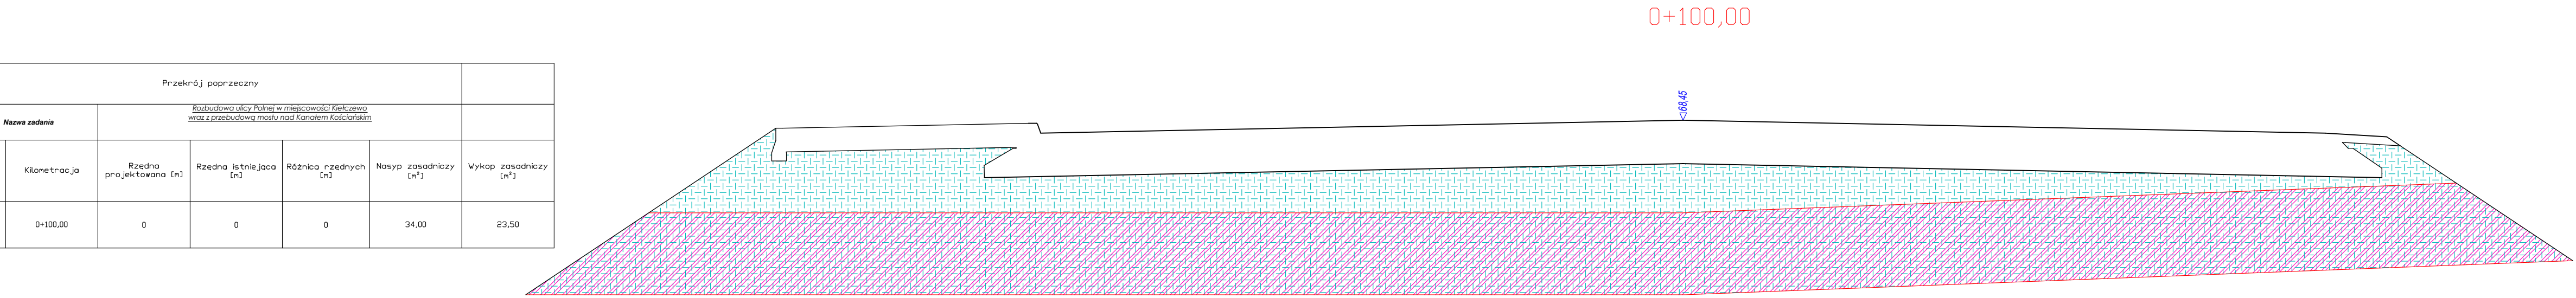 0+100,00
Przekrój poprzeczny
Nazwa zadania
Rozbudowa ulicy Polnej w miejscowości Kiełczewo
wraz z przebudową mostu nad Kanałem Kościańskim
Kilometracja
Rzędna
projektowana [m]
Rzędna istniejąca
[m]
Różnica rzędnych
[m]
Nasyp zasadniczy
[m²]
Wykop zasadniczy
[m²]
0+100,00
0
0
0
34,00
23,50
68,45